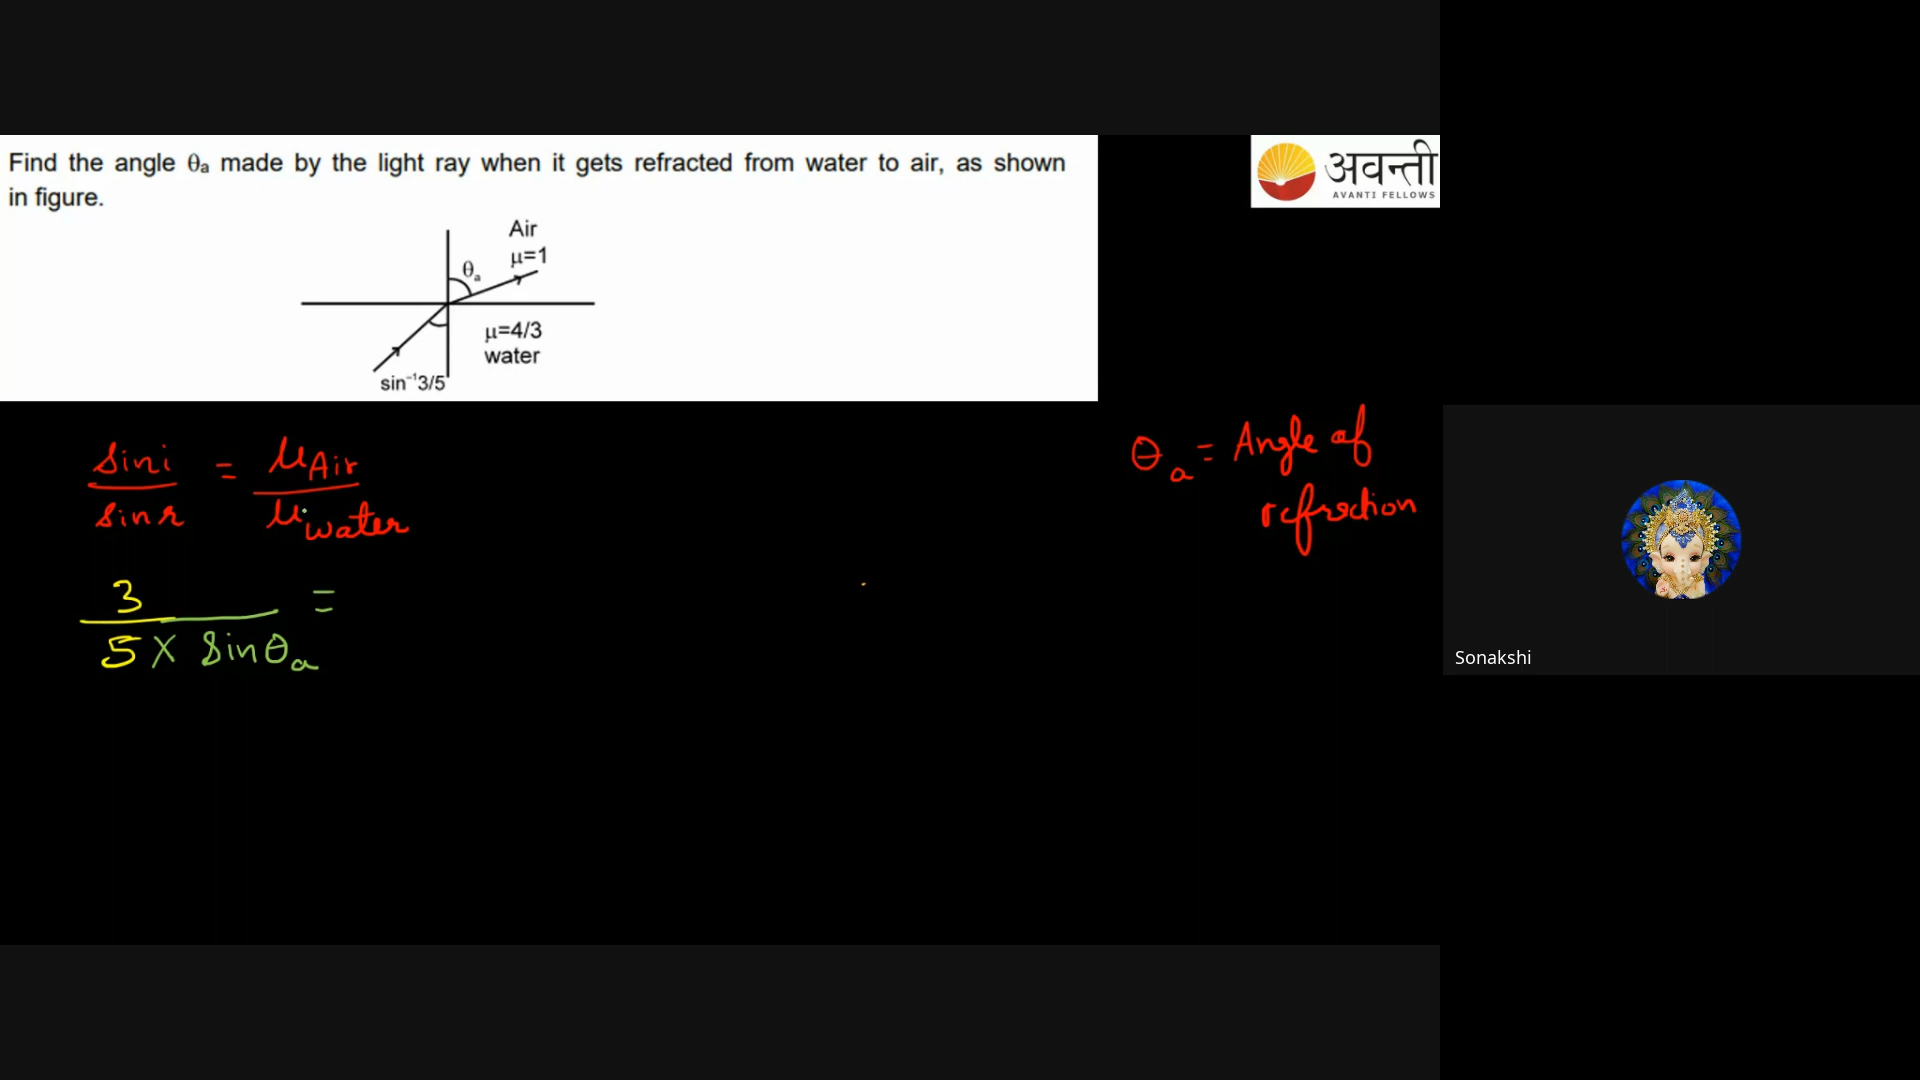 Find the angle θa made by the light ray when it gets refracted from water to air, as shown
in figure.
अवन्ती
AVANTI FELLOWS
Air
μ=1
θa
μ=4/3
water
sin⁻¹3/5
sini / sinr = μAir / μwater
θa = Angle of
refraction
3 / 5 × sinθa =
Sonakshi